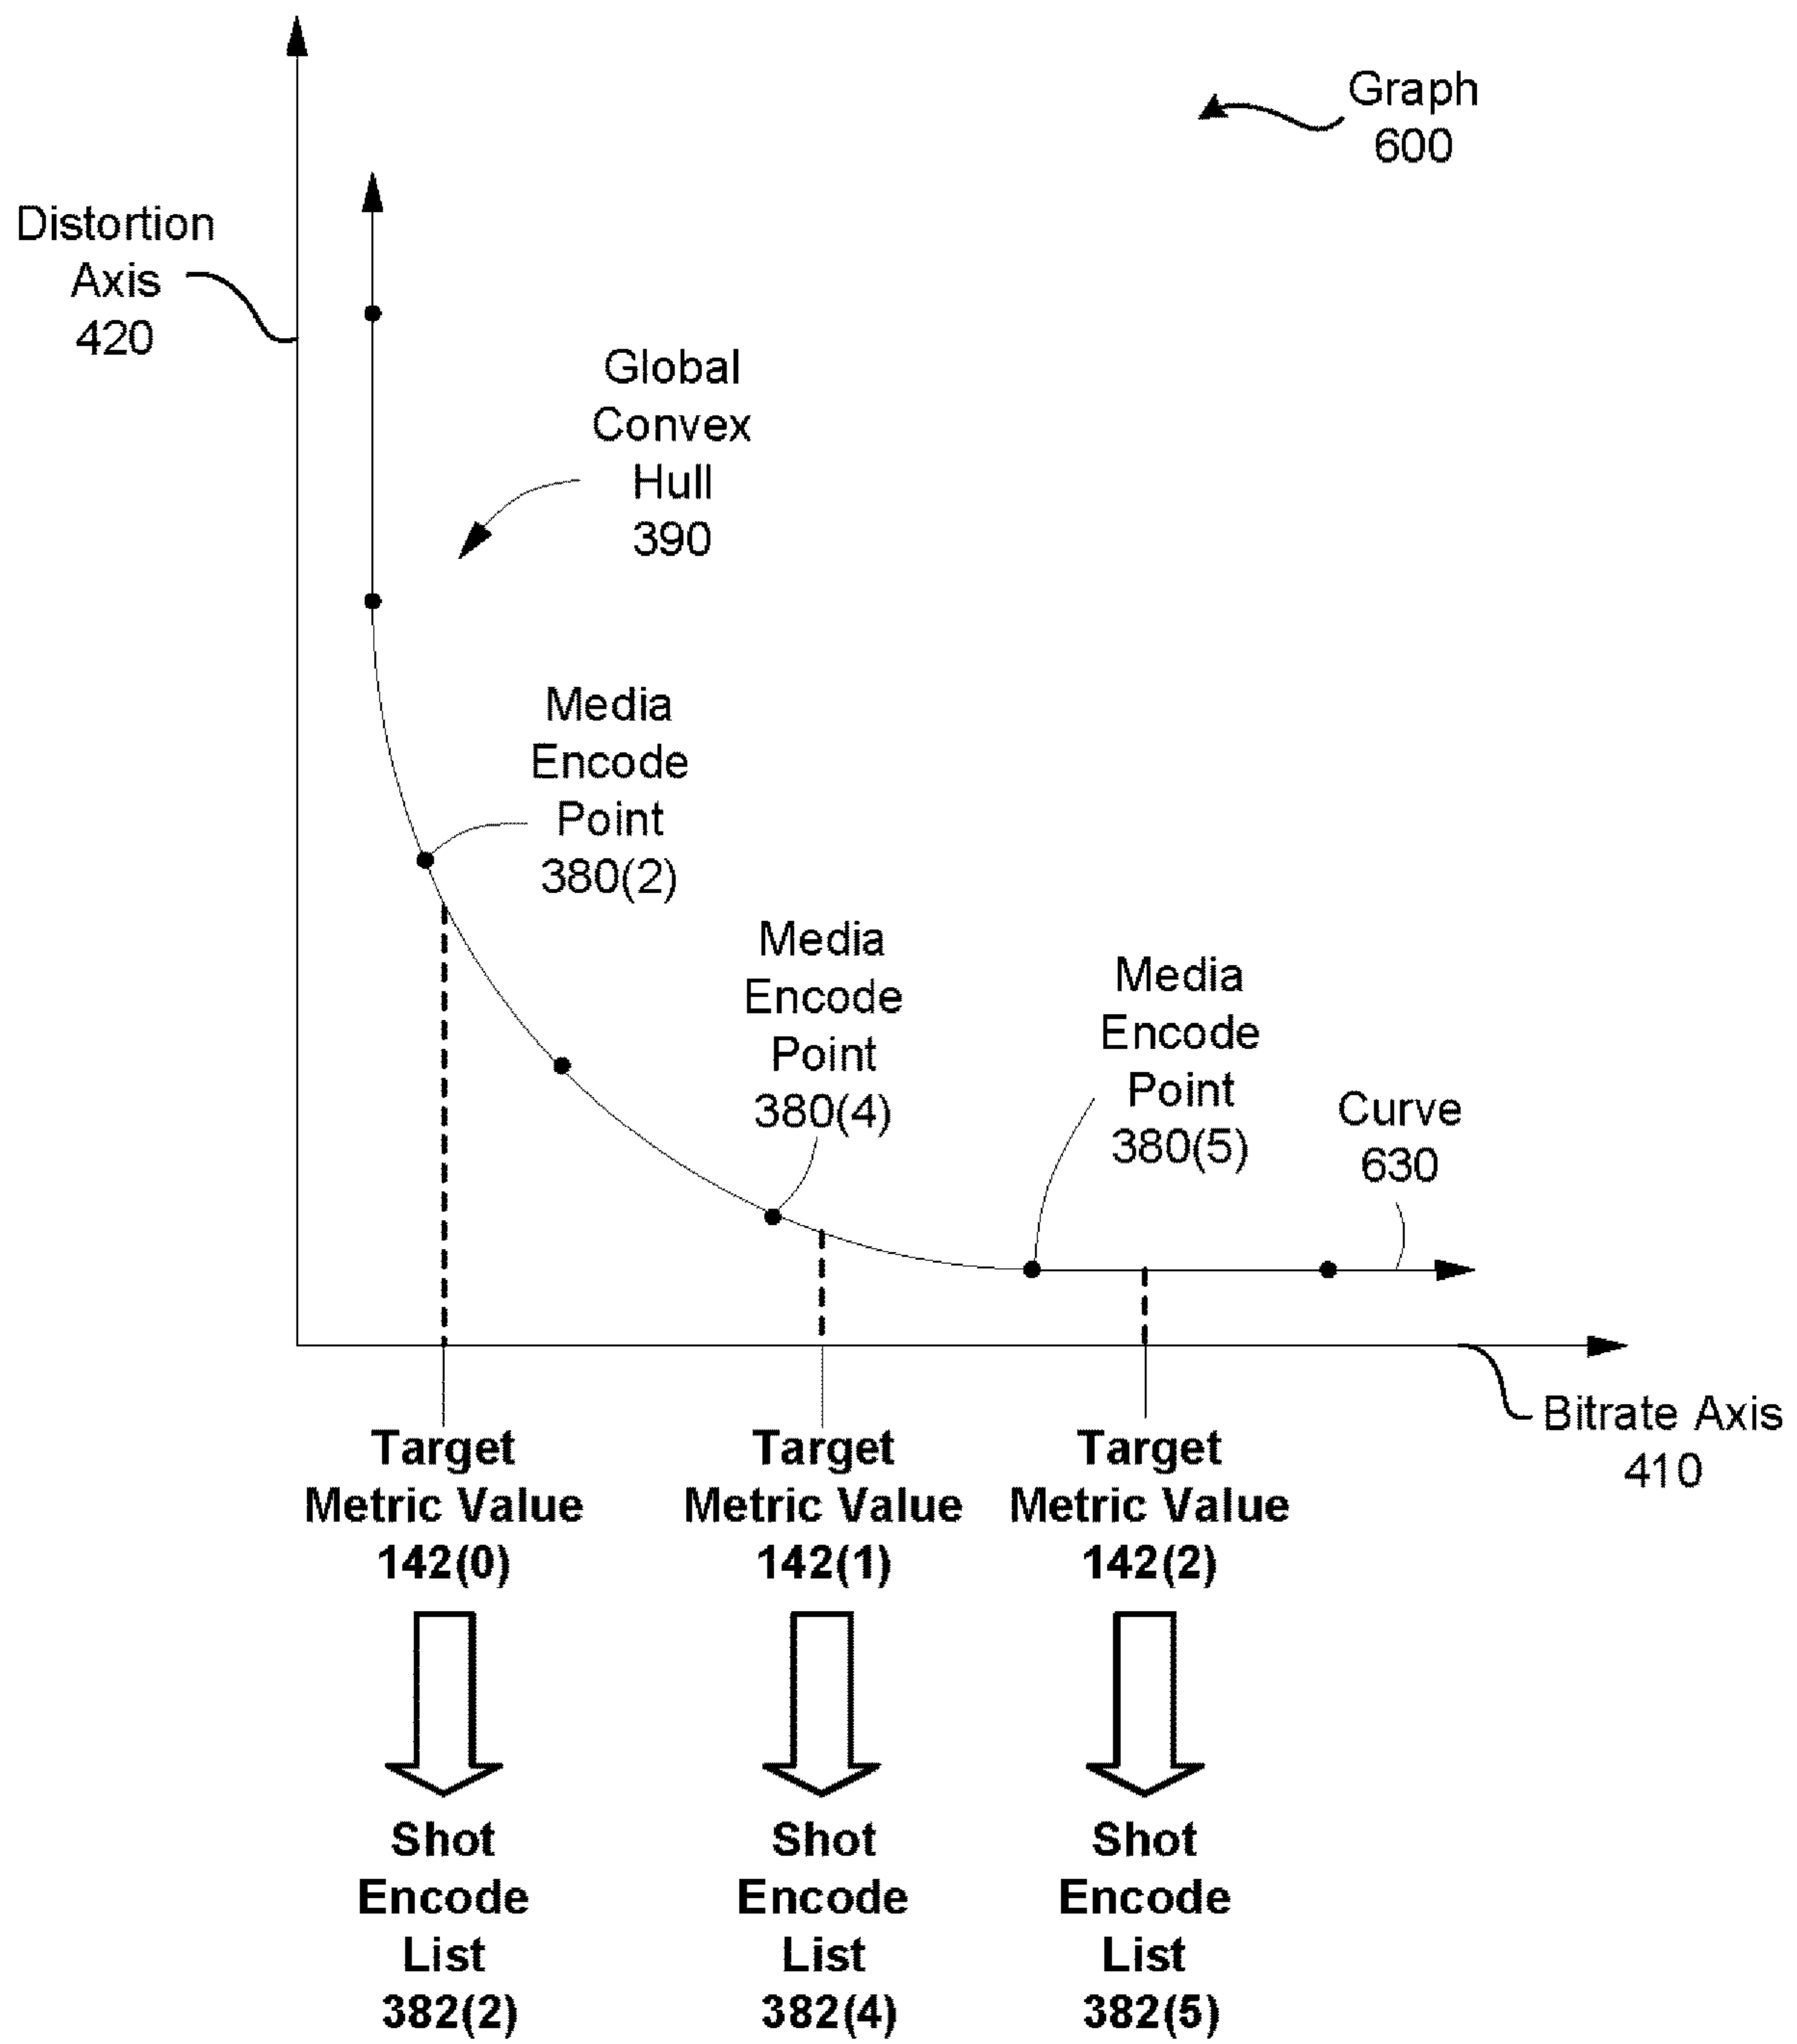 Graph
600
Distortion
Axis
420
Global
Convex
Hull
390
Media
Encode
Point
380(2)
Media
Encode
Point
380(4)
Media
Encode
Point
380(5)
Curve
630
Bitrate Axis
410
Target
Metric Value
142(0)
Target
Metric Value
142(1)
Target
Metric Value
142(2)
Shot
Encode
List
382(2)
Shot
Encode
List
382(4)
Shot
Encode
List
382(5)